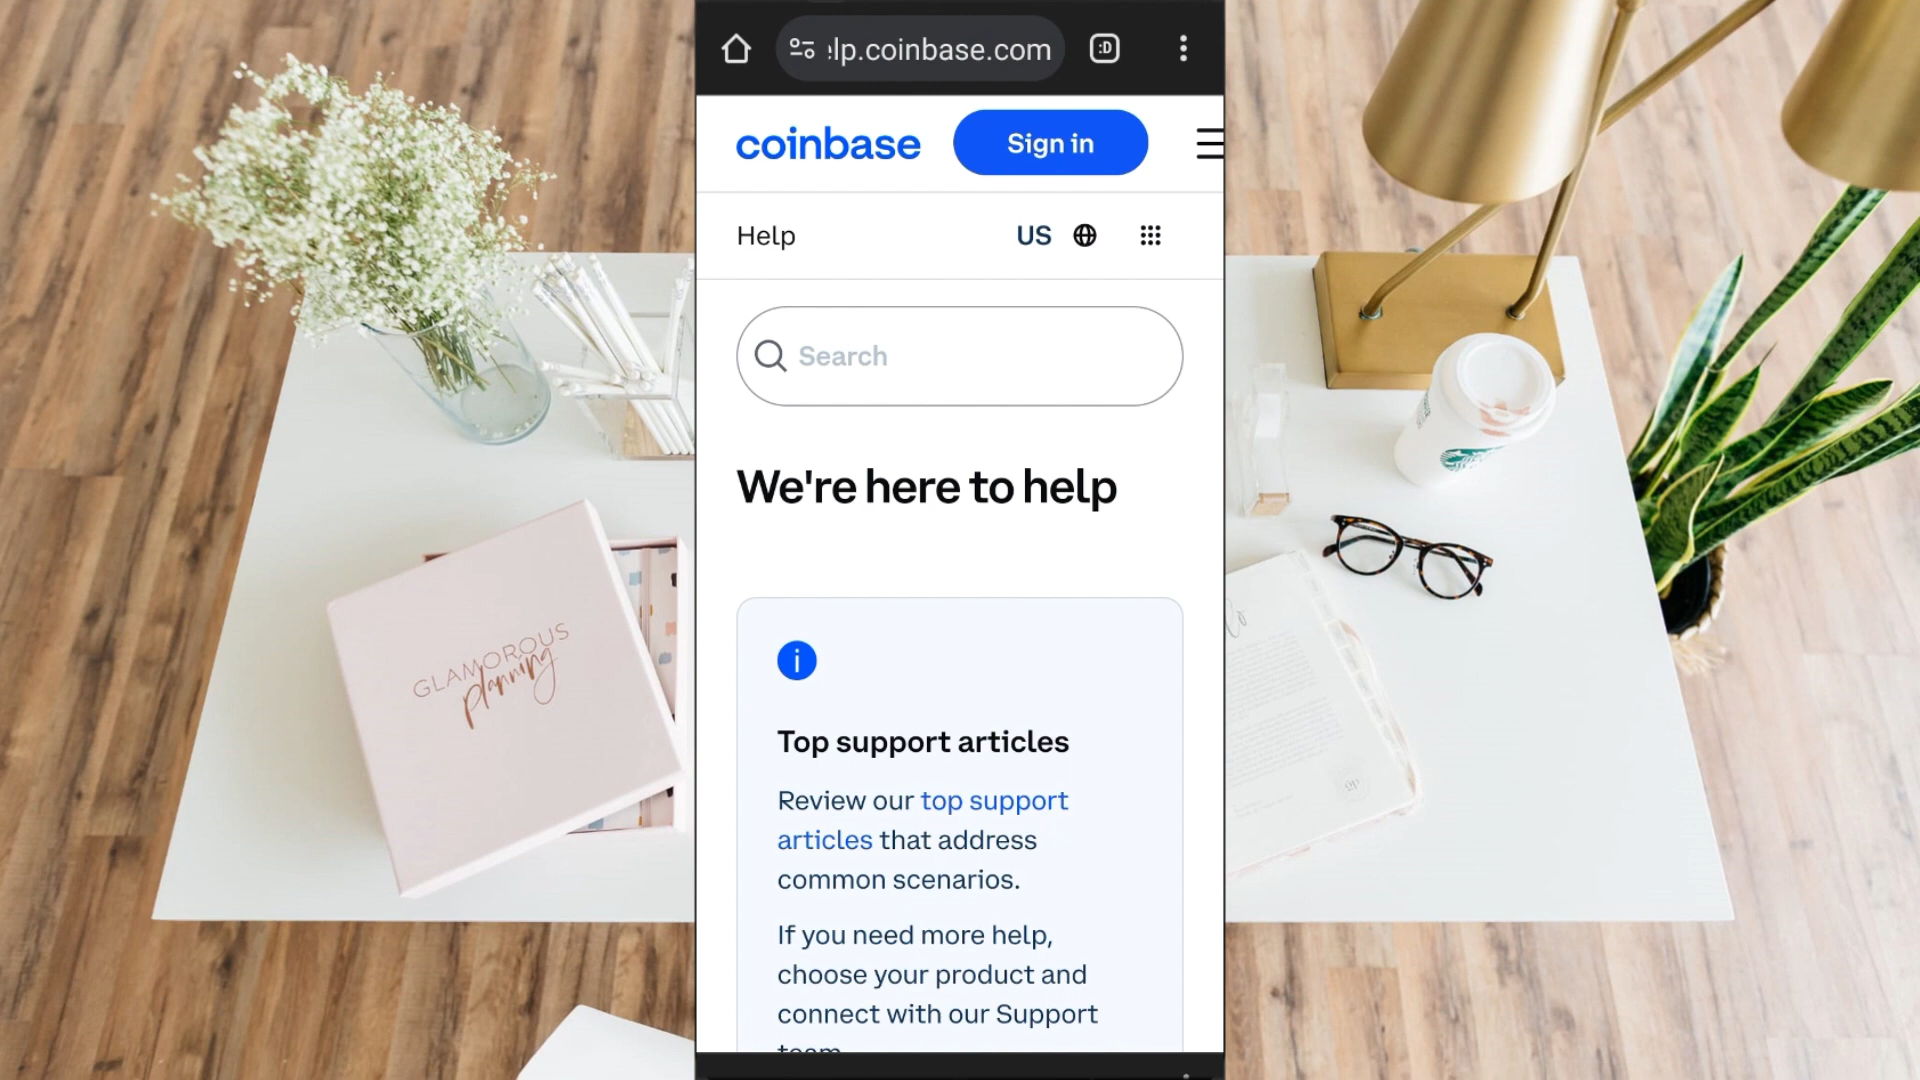 elp.coinbase.com
:D
coinbase
Sign in
Help
US
Search
We're here to help
i
Top support articles
Review our top support
articles that address
common scenarios.
If you need more help,
choose your product and
connect with our Support
team
GLAMOROUS
planning